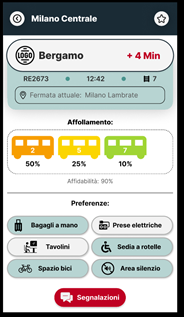 Milano Centrale
LOGO
Bergamo
+ 4 Min
RE2673
12:42
7
Fermata attuale: Milano Lambrate
Affollamento:
2
5
7
50%
25%
10%
Affidabilità: 90%
Preferenze:
Bagagli a mano
Prese elettriche
Tavolini
Sedia a rotelle
Spazio bici
Area silenzio
Segnalazioni